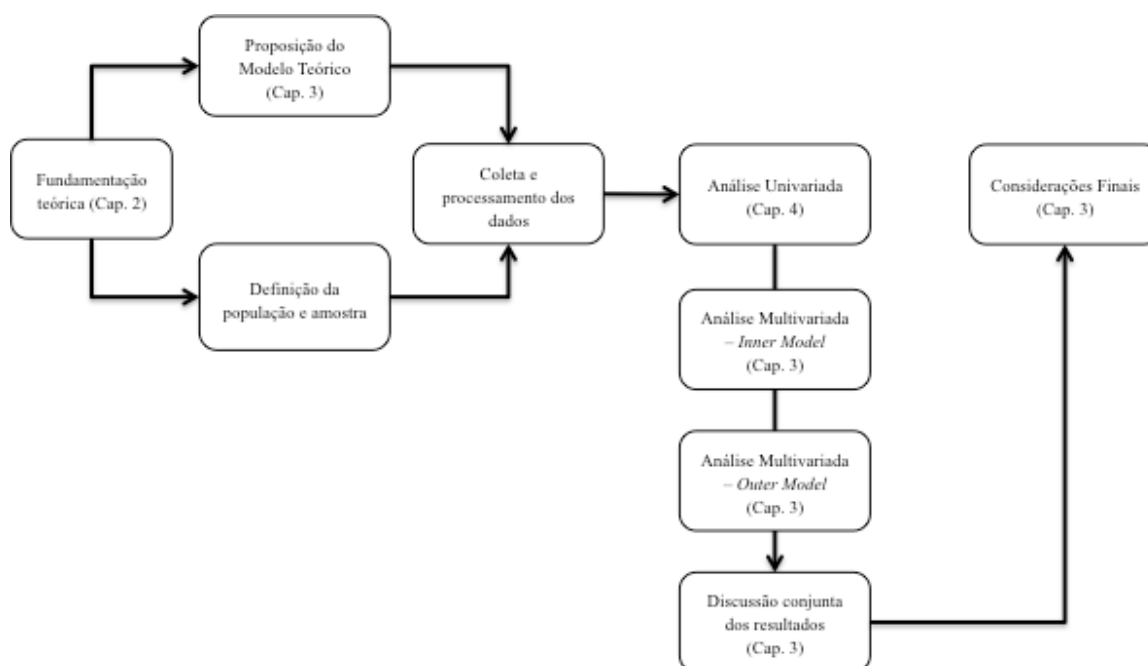 Proposição do
Modelo Teórico
(Cap. 3)
Fundamentação
teórica (Cap. 2)
Definição da
população e amostra
Coleta e
processamento dos
dados
Análise Univariada
(Cap. 4)
Análise Multivariada
– Inner Model
(Cap. 3)
Análise Multivariada
– Outer Model
(Cap. 3)
Discussão conjunta
dos resultados
(Cap. 3)
Considerações Finais
(Cap. 3)